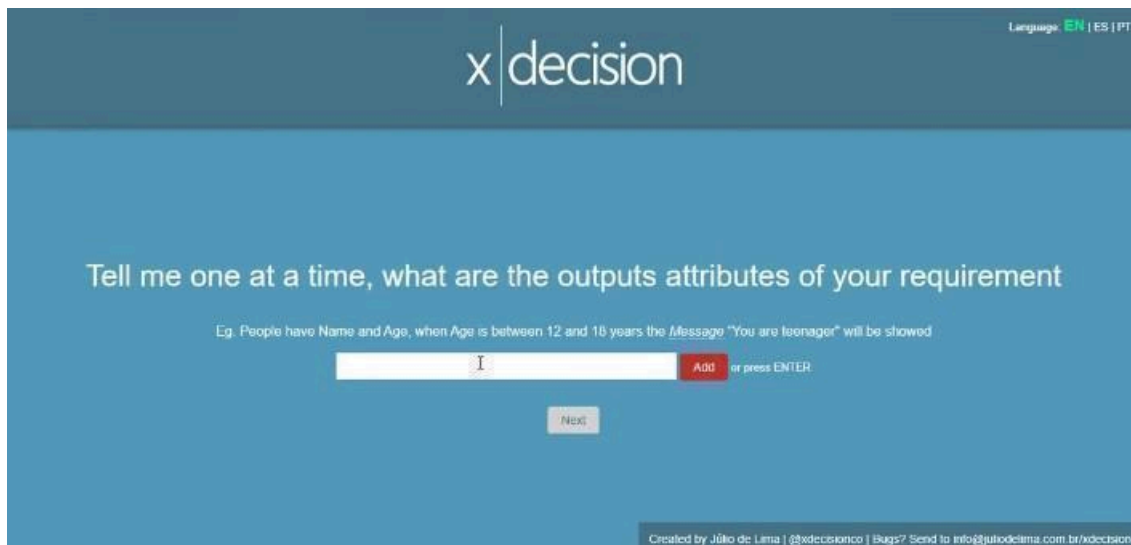 Language: EN | ES | PT
x|decision
Tell me one at a time, what are the outputs attributes of your requirement
Eg. People have Name and Age, when Age is between 12 and 18 years the Message "You are teenager" will be showed
Add or press ENTER
Next
Created by Júlio de Lima | @xdecisionco | Bugs? Send to info@juliodelima.com.br/xdecision